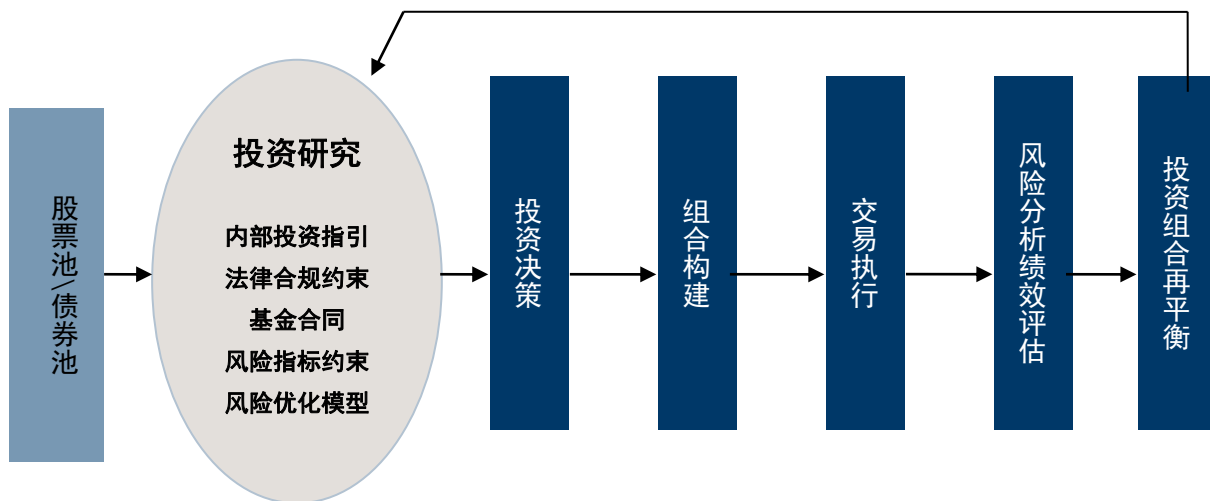 股票池\债券池
投资研究
内部投资指引
法律合规约束
基金合同
风险指标约束
风险优化模型
投资决策
组合构建
交易执行
风险分析绩效评估
投资组合再平衡